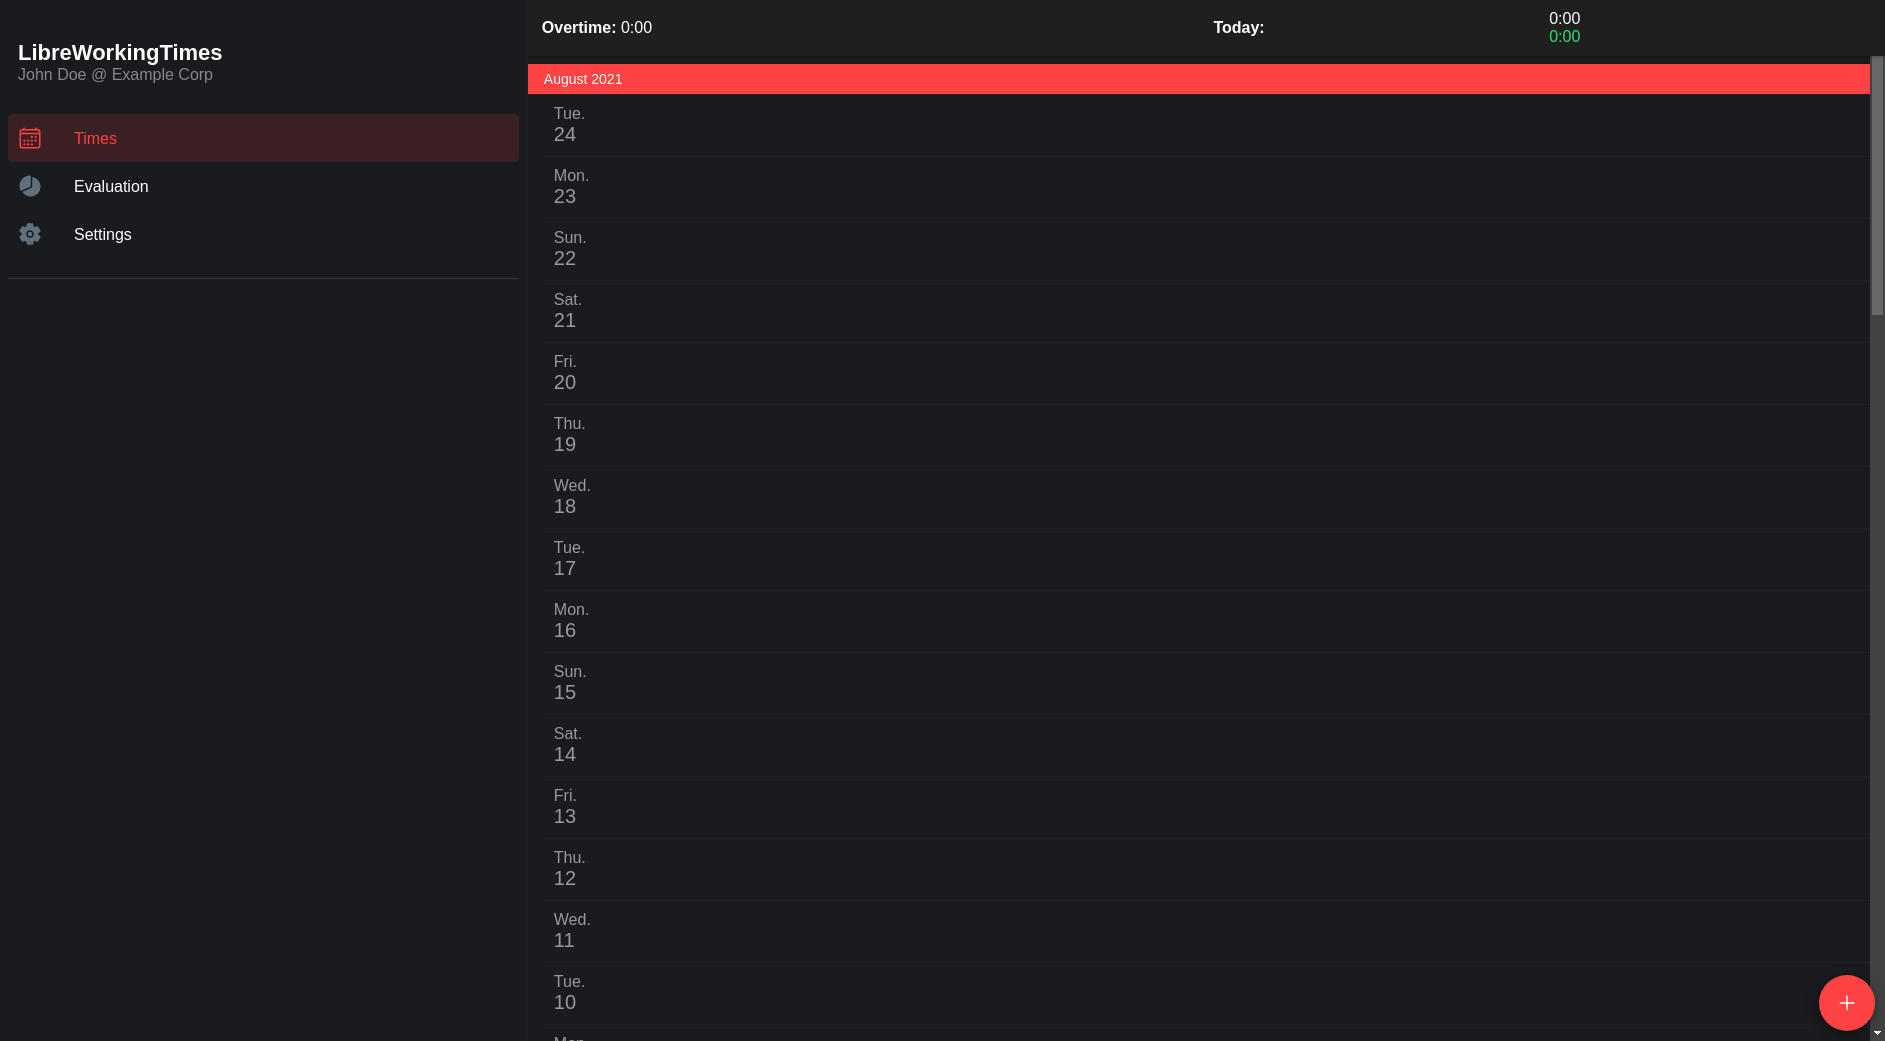 LibreWorkingTimes
John Doe @ Example Corp
Times
Evaluation
Settings
Overtime: 0:00
Today:
0:00
0:00
August 2021
Tue.
24
Mon.
23
Sun.
22
Sat.
21
Fri.
20
Thu.
19
Wed.
18
Tue.
17
Mon.
16
Sun.
15
Sat.
14
Fri.
13
Thu.
12
Wed.
11
Tue.
10